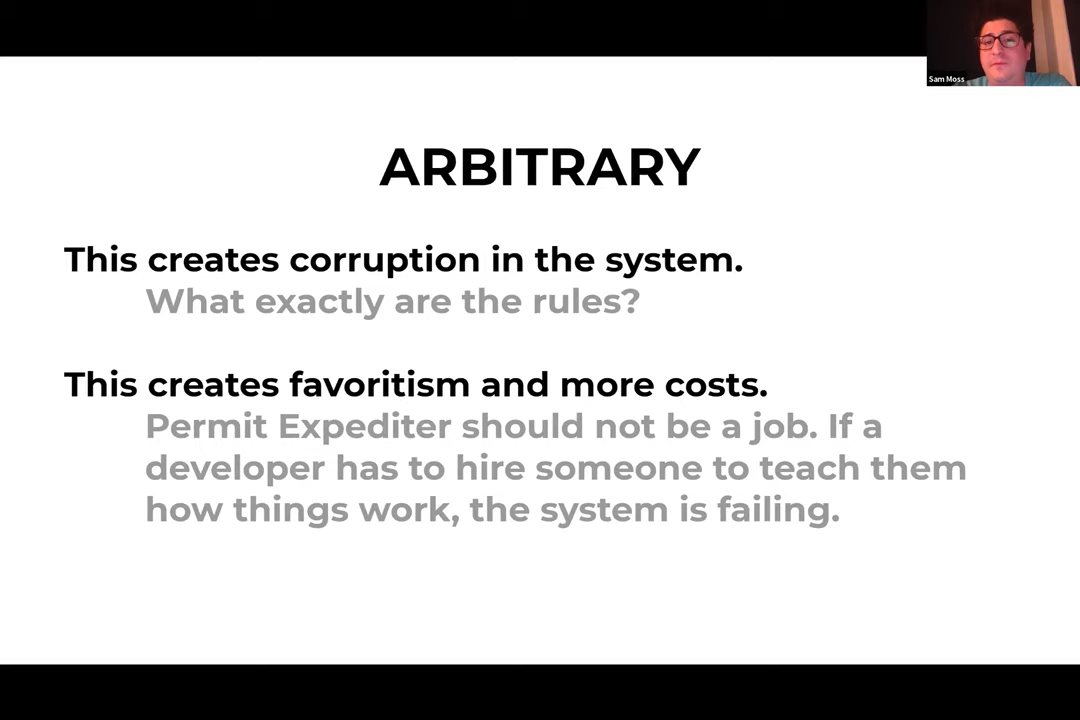 Sam Moss
ARBITRARY
This creates corruption in the system.
What exactly are the rules?
This creates favoritism and more costs.
Permit Expediter should not be a job. If a
developer has to hire someone to teach them
how things work, the system is failing.